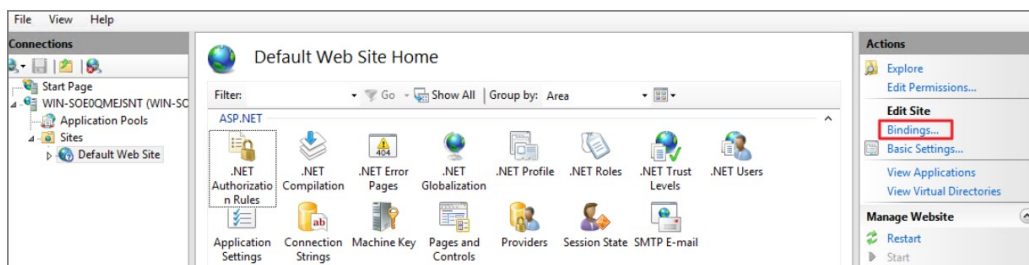 File View Help
Connections
Start Page
WIN-SOE0QMEJSNT (WIN-SO
Application Pools
Sites
Default Web Site
Default Web Site Home
Filter: Go Show All Group by: Area
ASP.NET
.NET Authorizatio n Rules
.NET Compilation
.NET Error Pages
.NET Globalization
.NET Profile
.NET Roles
.NET Trust Levels
.NET Users
Application Settings
Connection Strings
Machine Key
Pages and Controls
Providers
Session State
SMTP E-mail
Actions
Explore
Edit Permissions...
Edit Site
Bindings...
Basic Settings...
View Applications
View Virtual Directories
Manage Website
Restart
Start